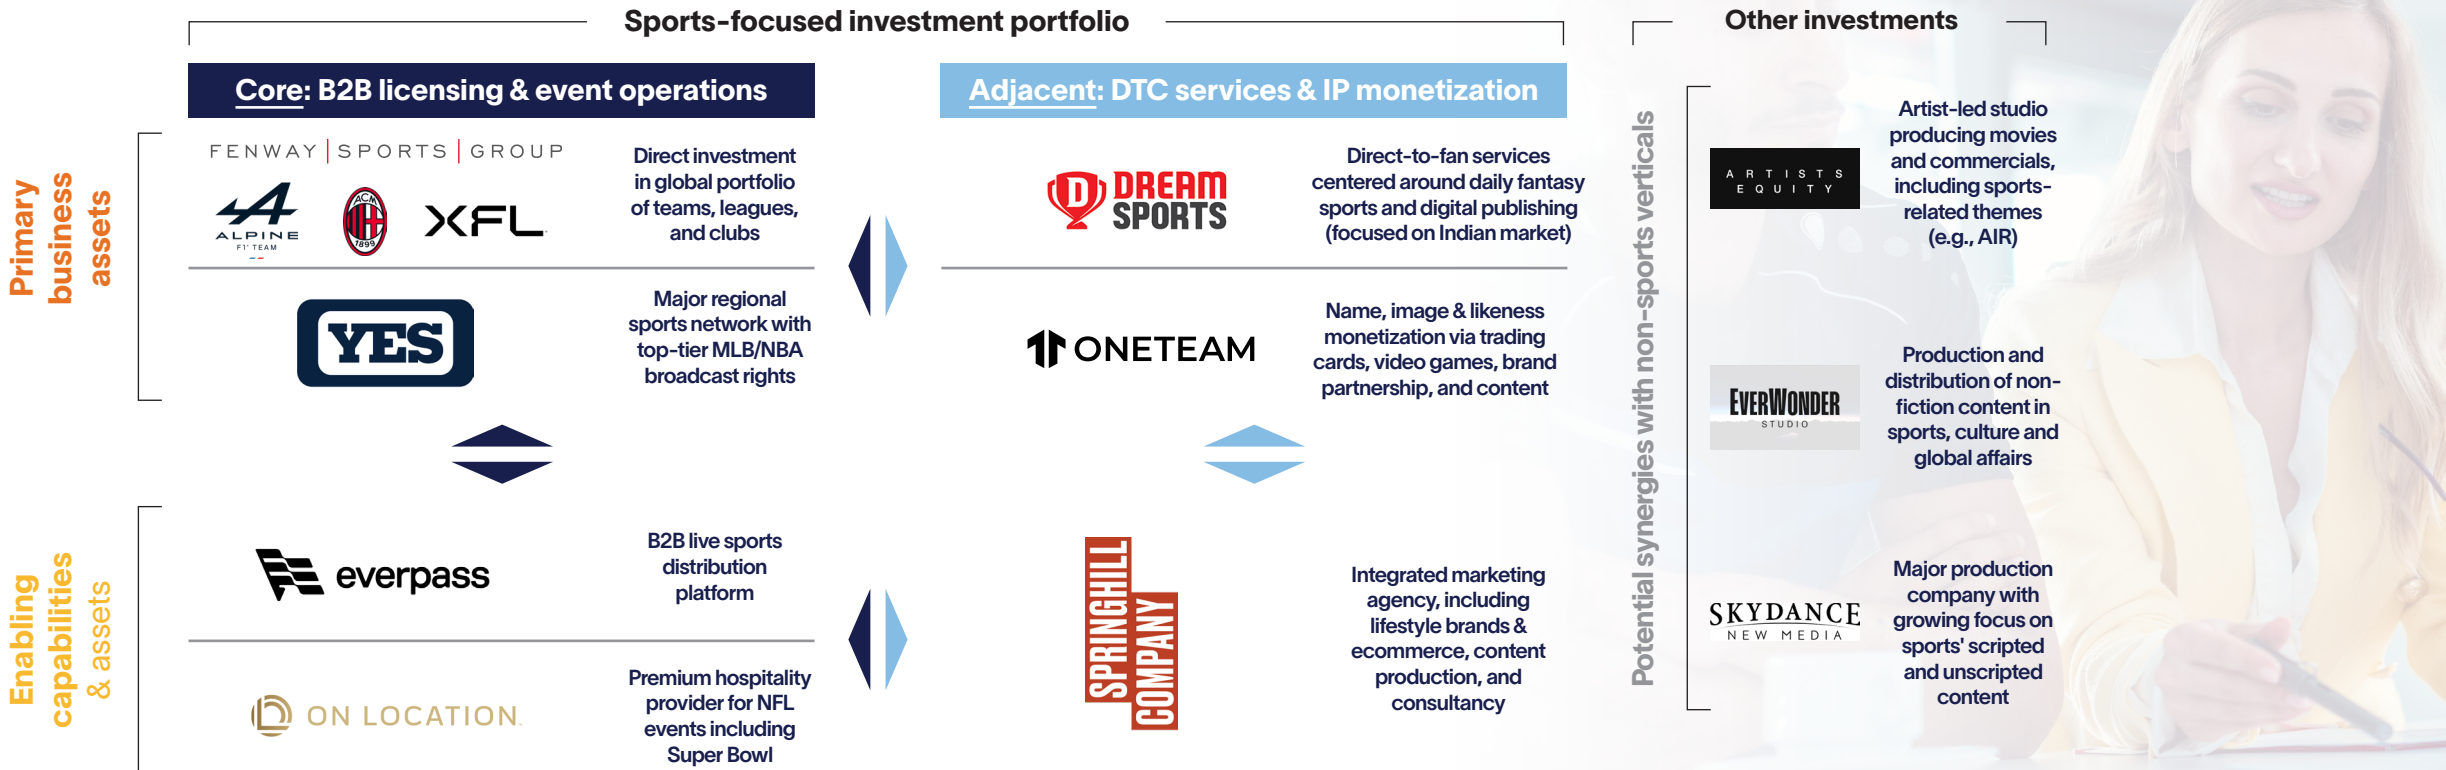 Sports-focused investment portfolio
Other investments
Core: B2B licensing & event operations
Adjacent: DTC services & IP monetization
Primary
business
assets
FENWAY | SPORTS | GROUP
ALPINE
F1® TEAM
ACM
1899
XFL
Direct investment
in global portfolio
of teams, leagues,
and clubs
D DREAM
SPORTS
Direct-to-fan services
centered around daily fantasy
sports and digital publishing
(focused on Indian market)
YES
Major regional
sports network with
top-tier MLB/NBA
broadcast rights
ONETEAM
Name, image & likeness
monetization via trading
cards, video games, brand
partnership, and content
Enabling
capabilities
& assets
everpass
B2B live sports
distribution
platform
ON LOCATION
Premium hospitality
provider for NFL
events including
Super Bowl
SPRINGHILL
COMPANY
Integrated marketing
agency, including
lifestyle brands &
ecommerce, content
production, and
consultancy
Potential synergies with non-sports verticals
ARTISTS
EQUITY
Artist-led studio
producing movies
and commercials,
including sports-
related themes
(e.g., AIR)
EVERWONDER
STUDIO
Production and
distribution of non-
fiction content in
sports, culture and
global affairs
SKYDANCE
NEW MEDIA
Major production
company with
growing focus on
sports' scripted
and unscripted
content